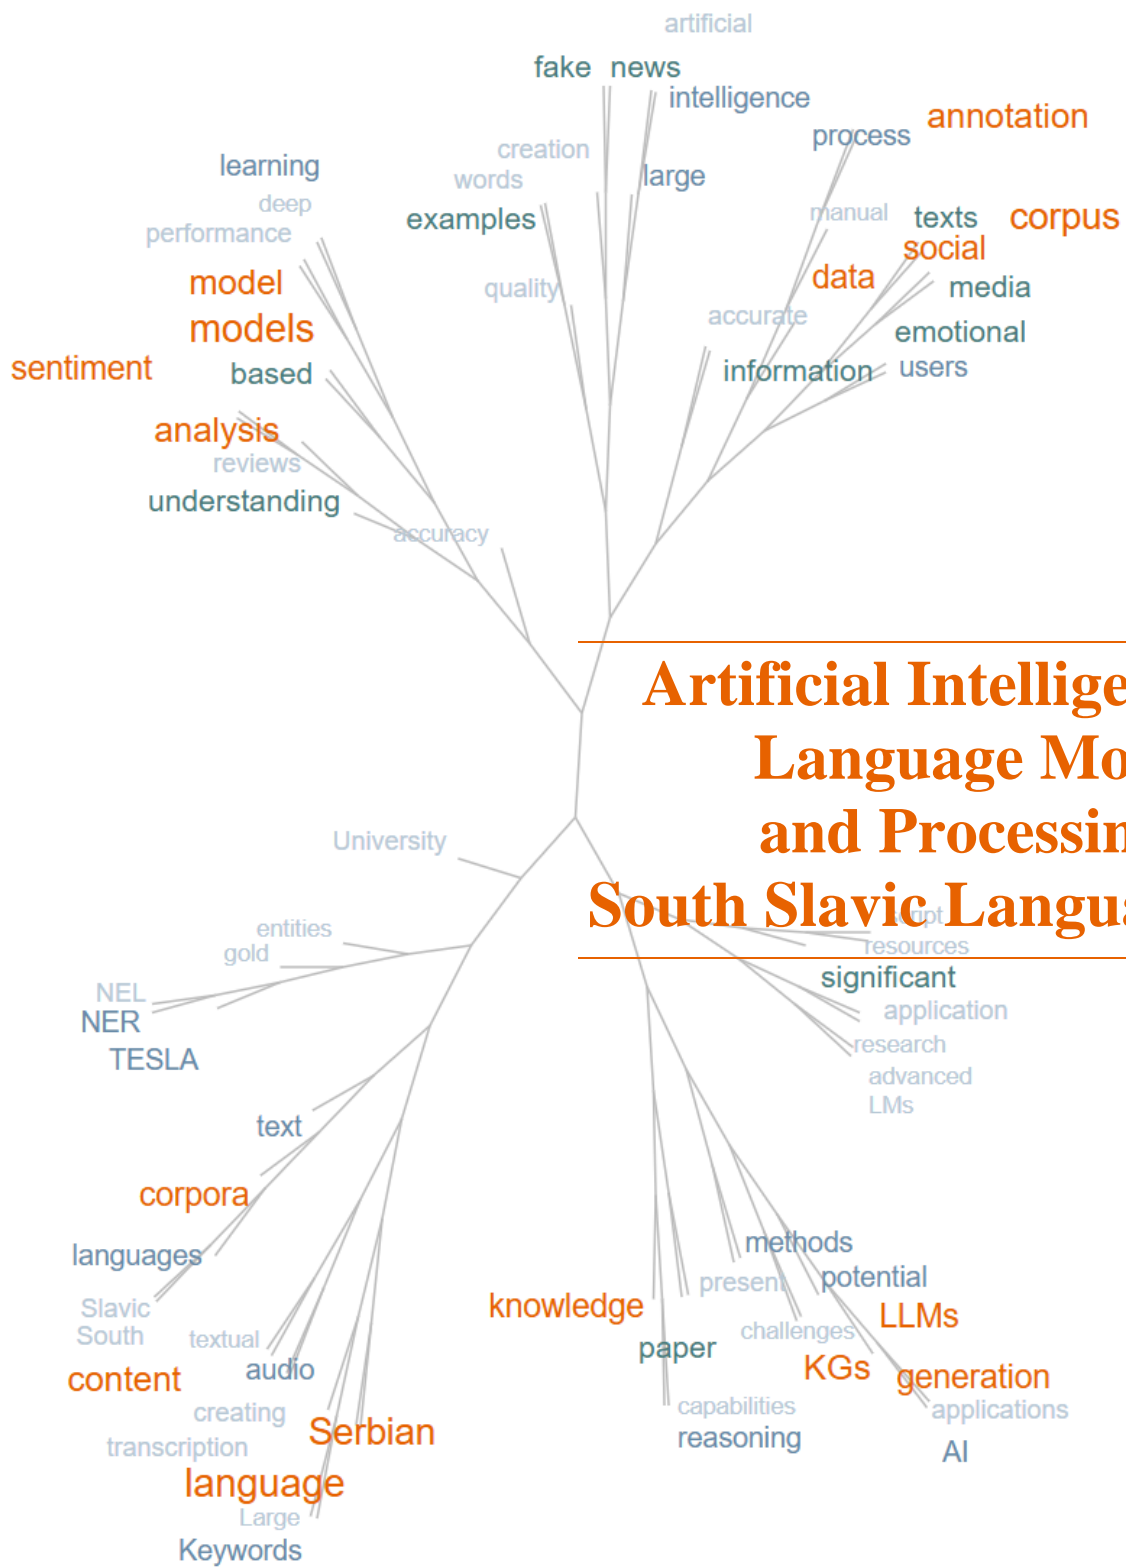 artificial
fake news
intelligence
annotation
process
creation
learning
words
large
deep
examples
manual
texts
corpus
performance
social
model
quality
data
media
models
accurate
emotional
sentiment
based
information
users
analysis
reviews
understanding
accuracy
Artificial Intellige
Language Mo
and Processin
South Slavic Langua
University
script
entities
resources
gold
significant
NEL
application
NER
research
TESLA
advanced
LMs
text
corpora
methods
languages
potential
present
knowledge
Slavic
LLMs
South
textual
challenges
paper
audio
KGs
content
generation
creating
capabilities
applications
Serbian
reasoning
transcription
AI
language
Large
Keywords